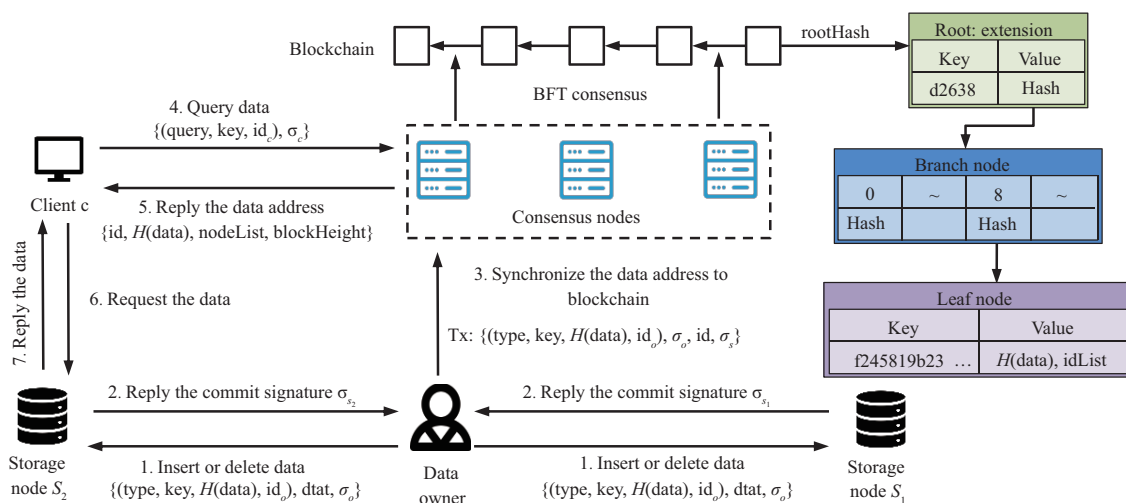 Blockchain
rootHash
Root: extension
Key Value
d2638 Hash
BFT consensus
4. Query data
{(query, key, id_c), σ_c}
Client c
5. Reply the data address
{id, H(data), nodeList, blockHeight}
Consensus nodes
Branch node
0 ~ 8 ~
Hash Hash
7. Reply the data
6. Request the data
3. Synchronize the data address to
blockchain
Tx: {(type, key, H(data), id_o), σ_o, id, σ_s}
Leaf node
Key Value
f245819b23 ... H(data), idList
2. Reply the commit signature σ_s₂
2. Reply the commit signature σ_s₁
Storage
node S₂
1. Insert or delete data
{(type, key, H(data), id_o), dtat, σ_o}
Data
owner
1. Insert or delete data
{(type, key, H(data), id_o), dtat, σ_o}
Storage
node S₁